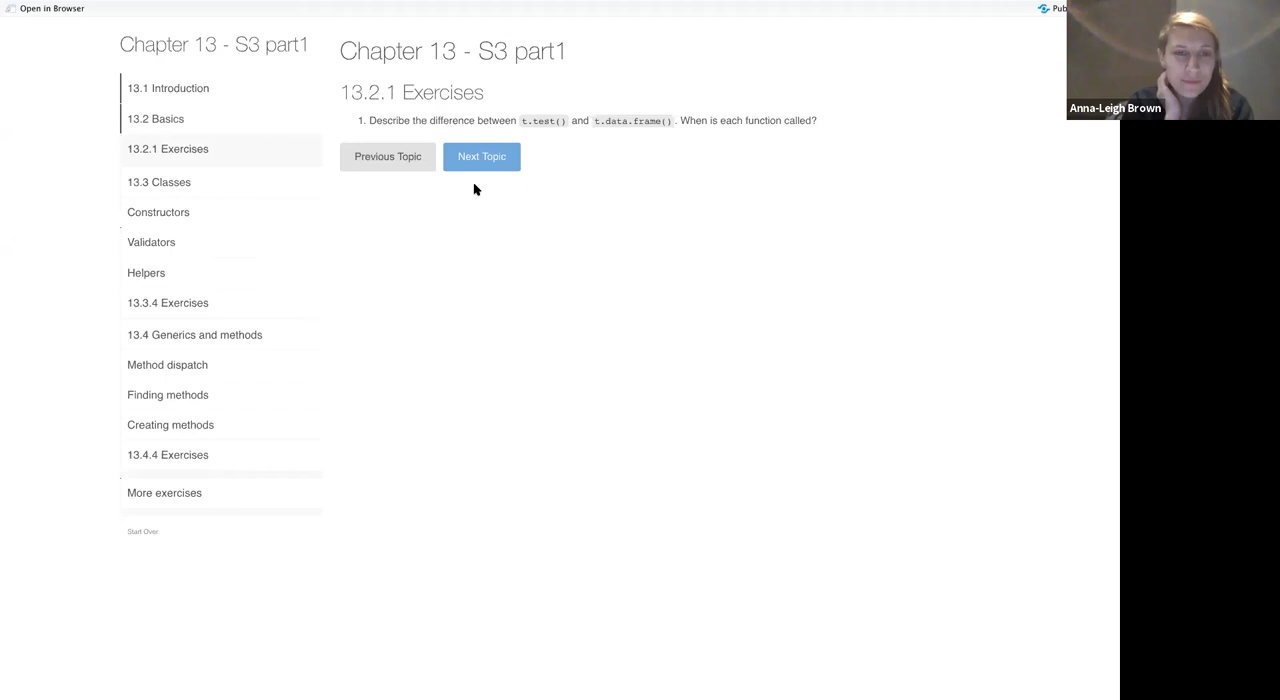 Open in Browser
Pub
Chapter 13 - S3 part1
13.1 Introduction
13.2 Basics
13.2.1 Exercises
13.3 Classes
Constructors
Validators
Helpers
13.3.4 Exercises
13.4 Generics and methods
Method dispatch
Finding methods
Creating methods
13.4.4 Exercises
More exercises
Start Over
Chapter 13 - S3 part1
13.2.1 Exercises
1. Describe the difference between t.test() and t.data.frame(). When is each function called?
Previous Topic
Next Topic
Anna-Leigh Brown